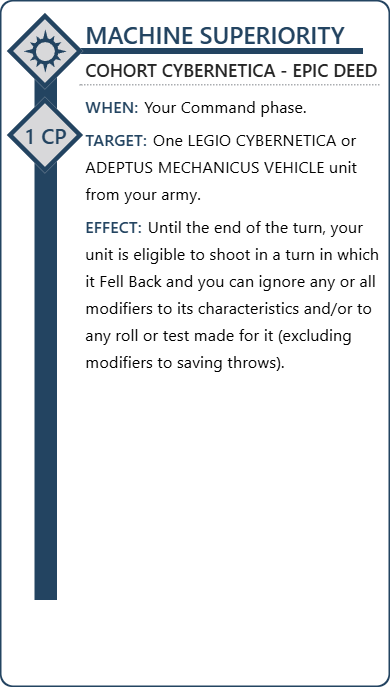 MACHINE SUPERIORITY
COHORT CYBERNETICA - EPIC DEED
WHEN: Your Command phase.
1 CP
TARGET: One LEGIO CYBERNETICA or
ADEPTUS MECHANICUS VEHICLE unit
from your army.
EFFECT: Until the end of the turn, your
unit is eligible to shoot in a turn in which
it Fell Back and you can ignore any or all
modifiers to its characteristics and/or to
any roll or test made for it (excluding
modifiers to saving throws).